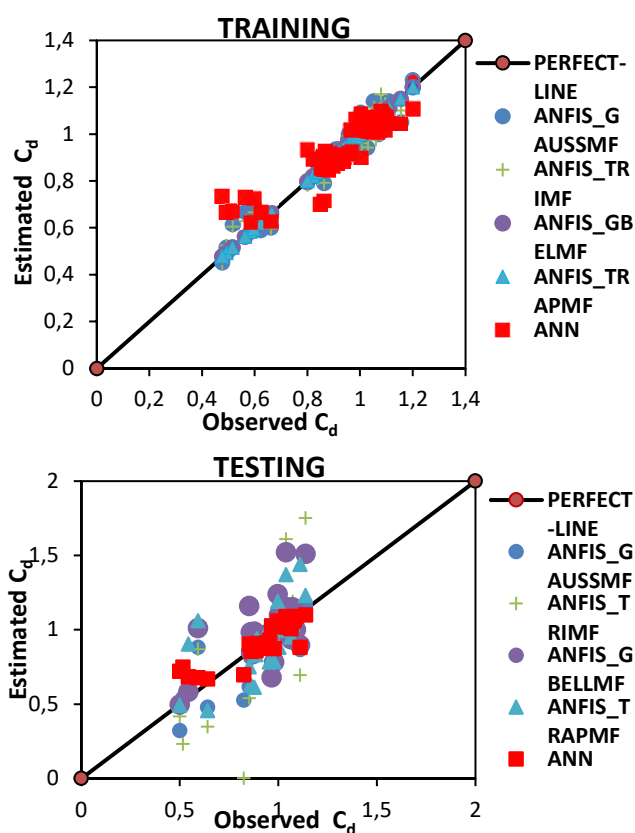 TRAINING
1,4
1,2
1
0,8
0,6
0,4
0,2
0
Estimated Cd
0 0,2 0,4 0,6 0,8 1 1,2 1,4
Observed Cd
PERFECT-
LINE
ANFIS_G
AUSSMF
ANFIS_TR
IMF
ANFIS_GB
ELMF
ANFIS_TR
APMF
ANN
TESTING
2
1,5
1
0,5
0
Estimated Cd
0 0,5 1 1,5 2
Observed Cd
PERFECT
-LINE
ANFIS_G
AUSSMF
ANFIS_T
RIMF
ANFIS_G
BELLMF
ANFIS_T
RAPMF
ANN